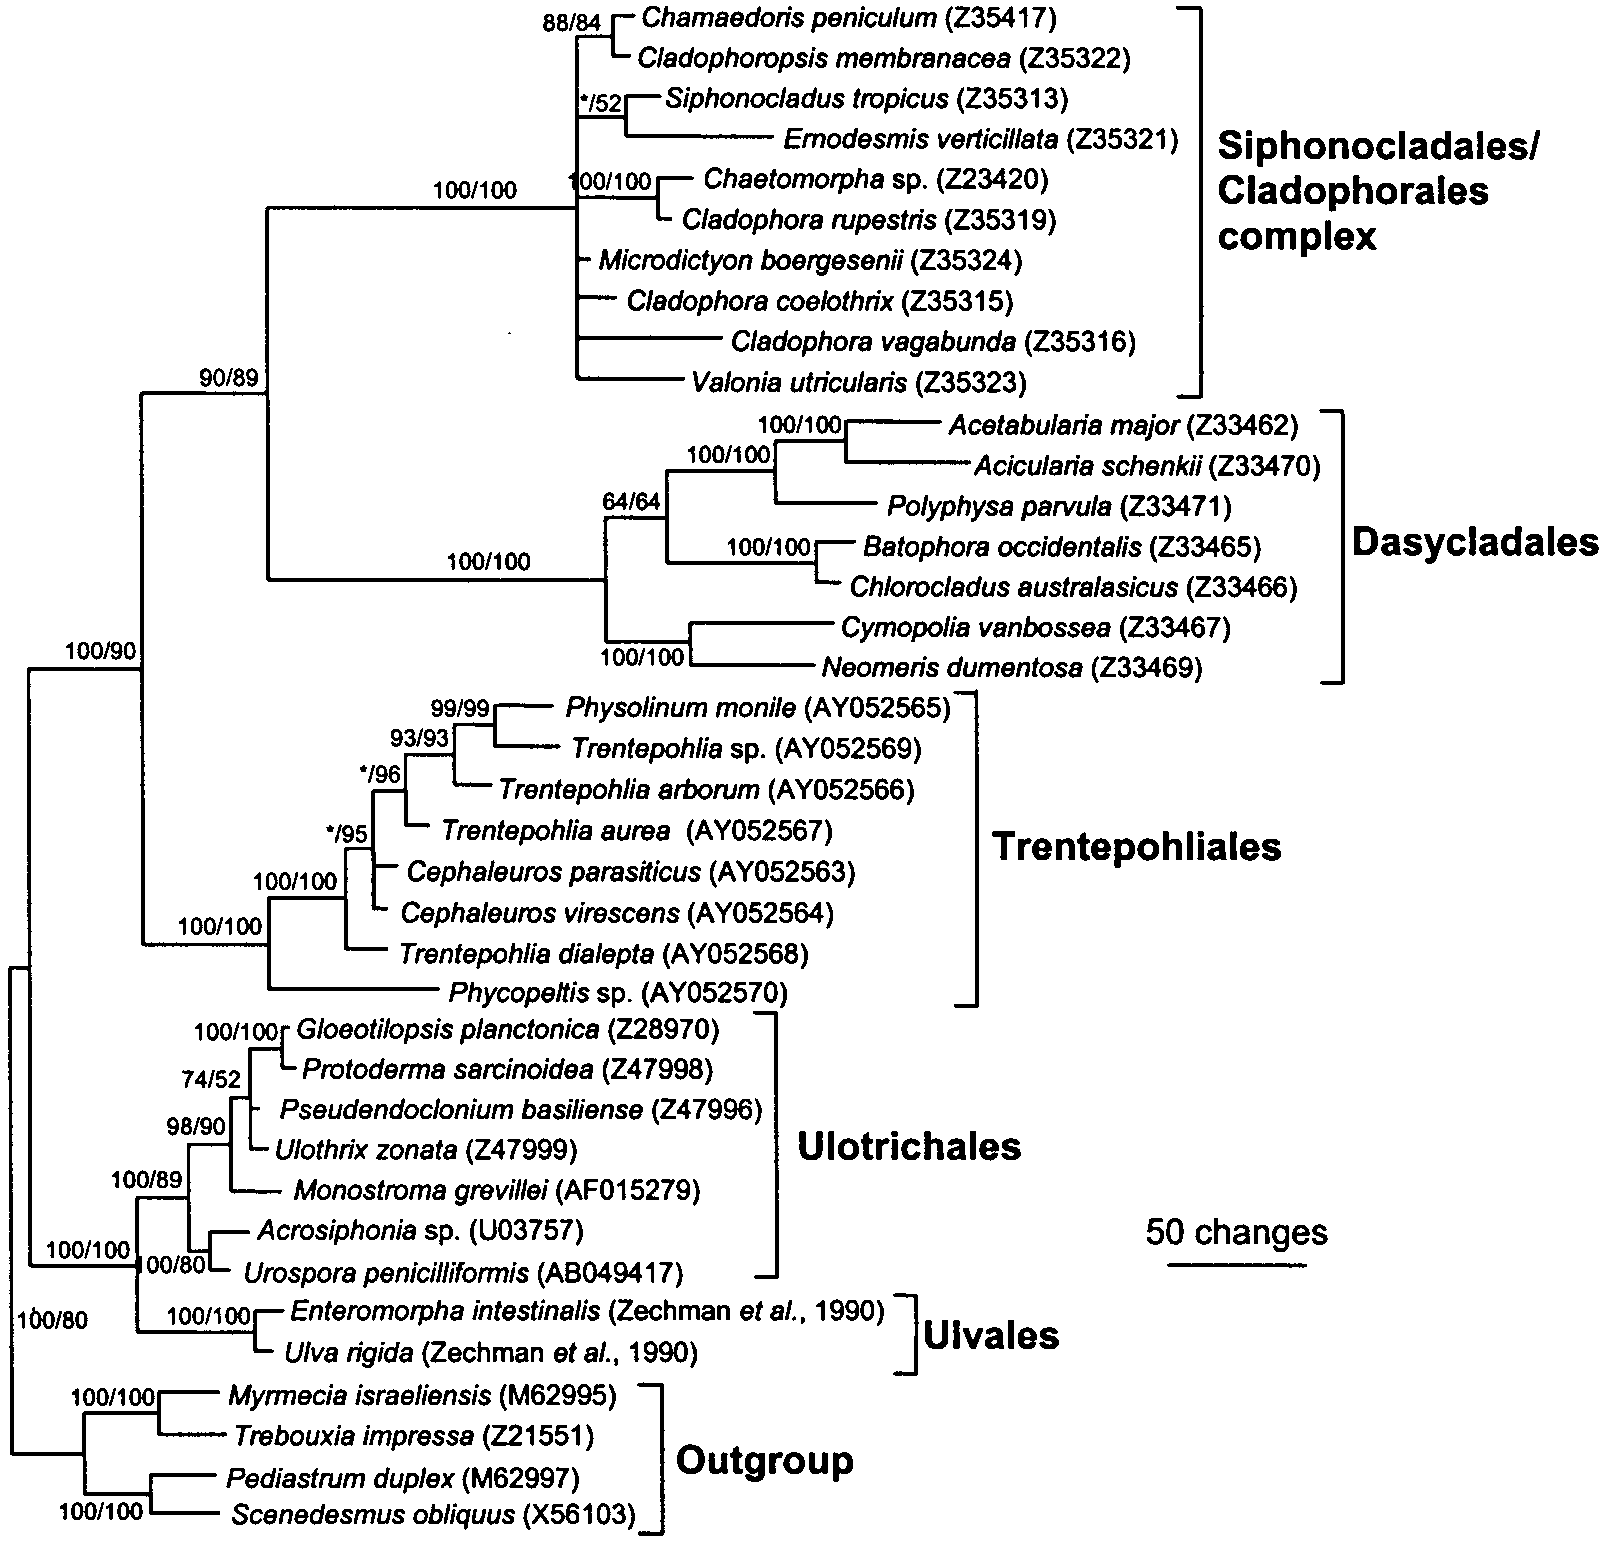 88/84
Chamaedoris peniculum (Z35417)
Cladophoropsis membranacea (Z35322)
*/52
Siphonocladus tropicus (Z35313)
Ernodesmis verticillata (Z35321)
100/100
100/100
Chaetomorpha sp. (Z23420)
Cladophora rupestris (Z35319)
Microdictyon boergesenii (Z35324)
Cladophora coelothrix (Z35315)
Cladophora vagabunda (Z35316)
Valonia utricularis (Z35323)
Siphonocladales/
Cladophorales
complex
90/89
100/100
Acetabularia major (Z33462)
Acicularia schenkii (Z33470)
100/100
Polyphysa parvula (Z33471)
64/64
100/100
Batophora occidentalis (Z33465)
Chlorocladus australasicus (Z33466)
100/100
Cymopolia vanbossea (Z33467)
100/100
Neomeris dumentosa (Z33469)
Dasycladales
100/90
99/99
Physolinum monile (AY052565)
Trentepohlia sp. (AY052569)
93/93
Trentepohlia arborum (AY052566)
*/96
Trentepohlia aurea (AY052567)
*/95
Cephaleuros parasiticus (AY052563)
100/100
Cephaleuros virescens (AY052564)
100/100
Trentepohlia dialepta (AY052568)
Phycopeltis sp. (AY052570)
Trentepohliales
100/100
Gloeotilopsis planctonica (Z28970)
Protoderma sarcinoidea (Z47998)
74/52
Pseudendoclonium basiliense (Z47996)
98/90
Ulothrix zonata (Z47999)
100/89
Monostroma grevillei (AF015279)
Acrosiphonia sp. (U03757)
100/100
100/80
Urospora penicilliformis (AB049417)
Ulotrichales
50 changes
100/100
Enteromorpha intestinalis (Zechman et al., 1990)
Ulva rigida (Zechman et al., 1990)
Ulvales
100/80
100/100
Myrmecia israeliensis (M62995)
Trebouxia impressa (Z21551)
Pediastrum duplex (M62997)
100/100
Scenedesmus obliquus (X56103)
Outgroup